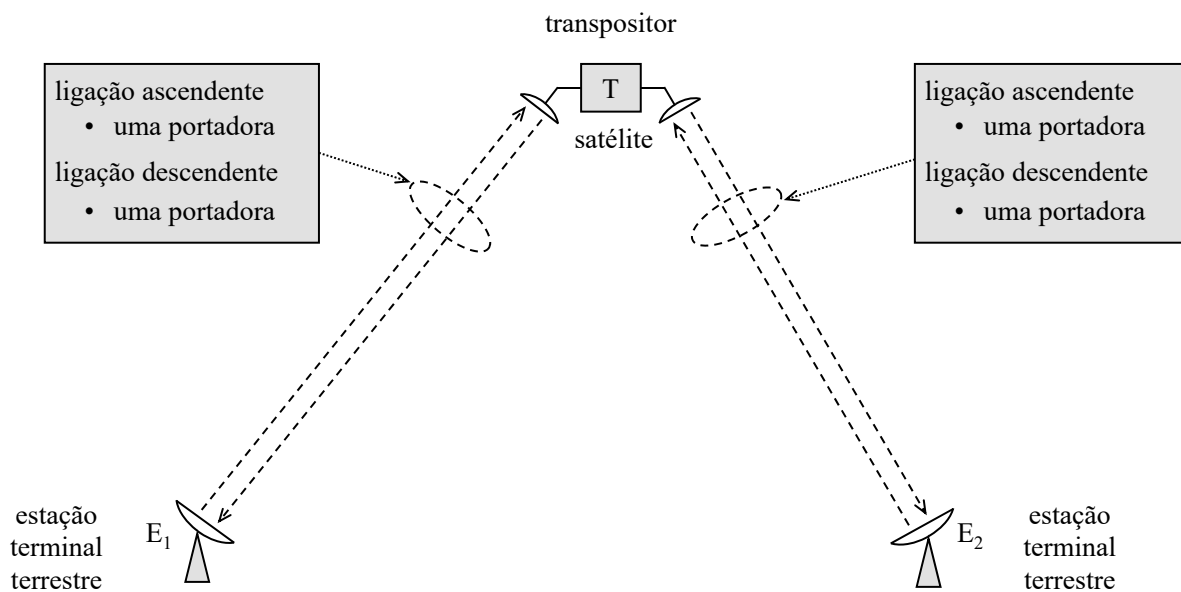 transpositor
ligação ascendente
• uma portadora
ligação descendente
• uma portadora
T
satélite
ligação ascendente
• uma portadora
ligação descendente
• uma portadora
estação
terminal
terrestre
E₁
E₂
estação
terminal
terrestre